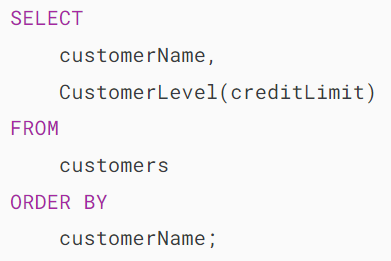 SELECT
    customerName,
    CustomerLevel(creditLimit)
FROM
    customers
ORDER BY
    customerName;